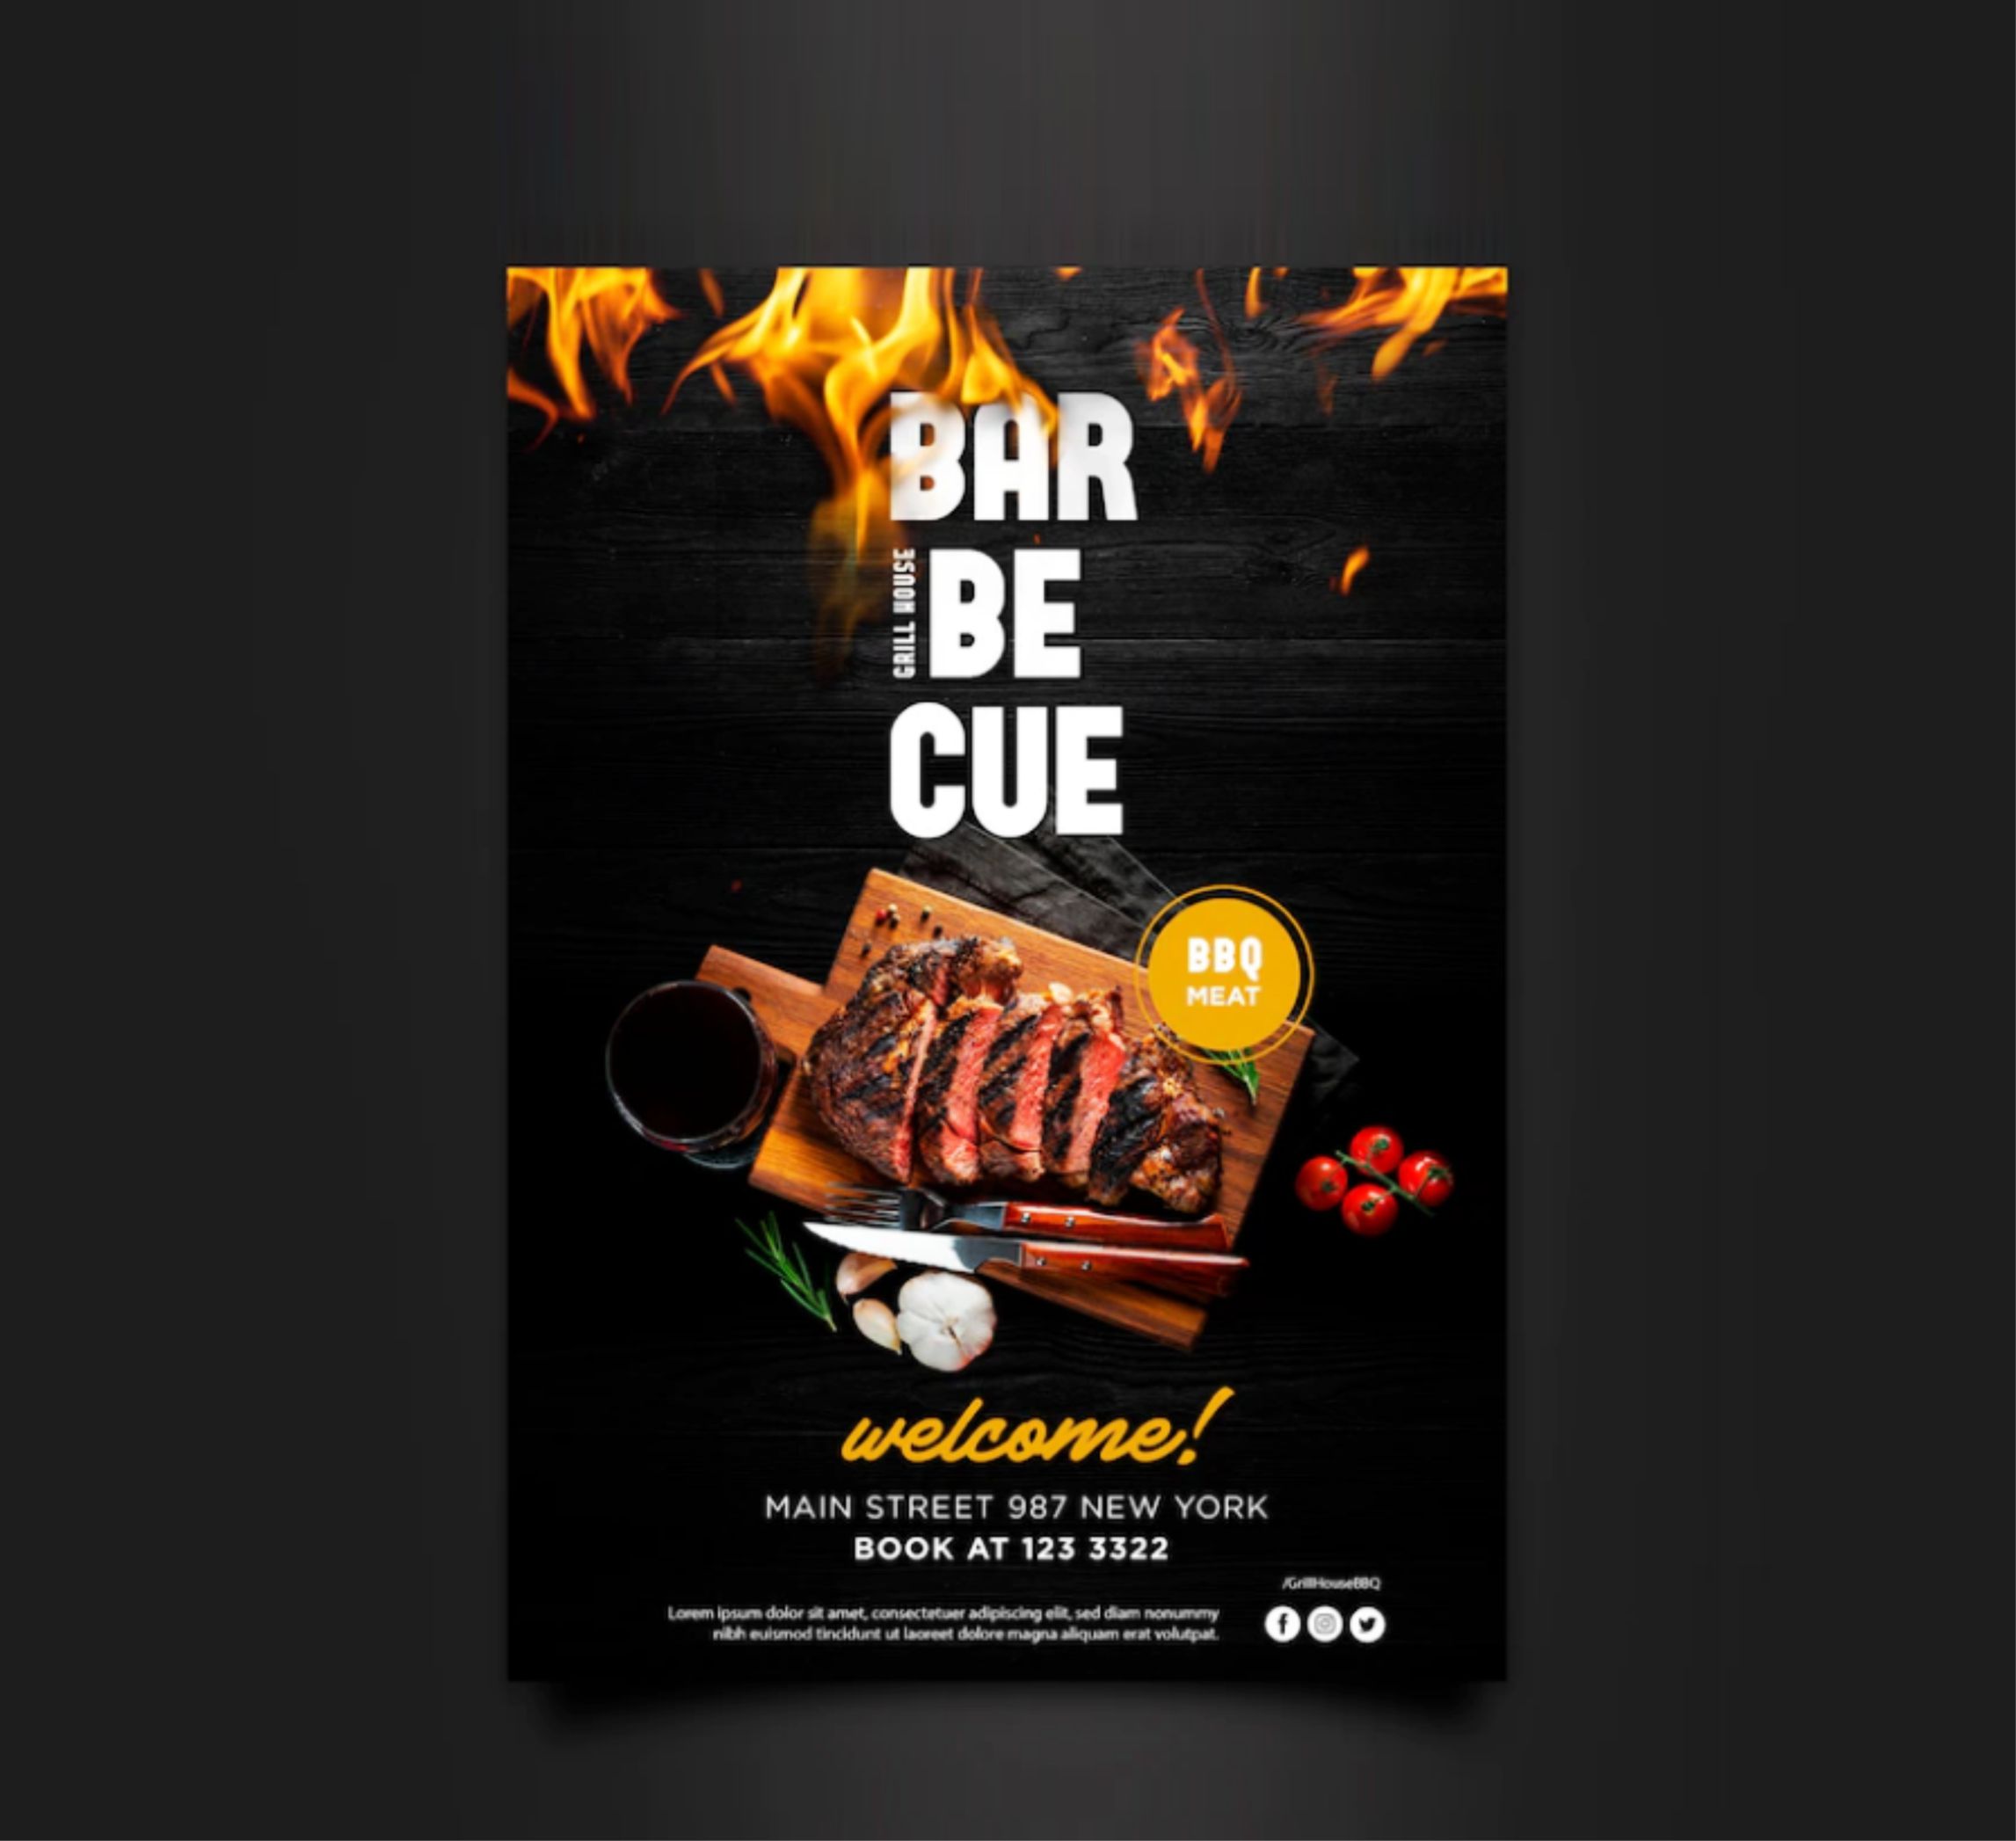 BAR
GRILL HOUSE
BE
CUE
BBQ
MEAT
welcome!
MAIN STREET 987 NEW YORK
BOOK AT 123 3322
/GrillHouseBBQ
Lorem ipsum dolor sit amet, consectetuer adipiscing elit, sed diam nonummy
nibh euismod tincidunt ut laoreet dolore magna aliquam erat volutpat.